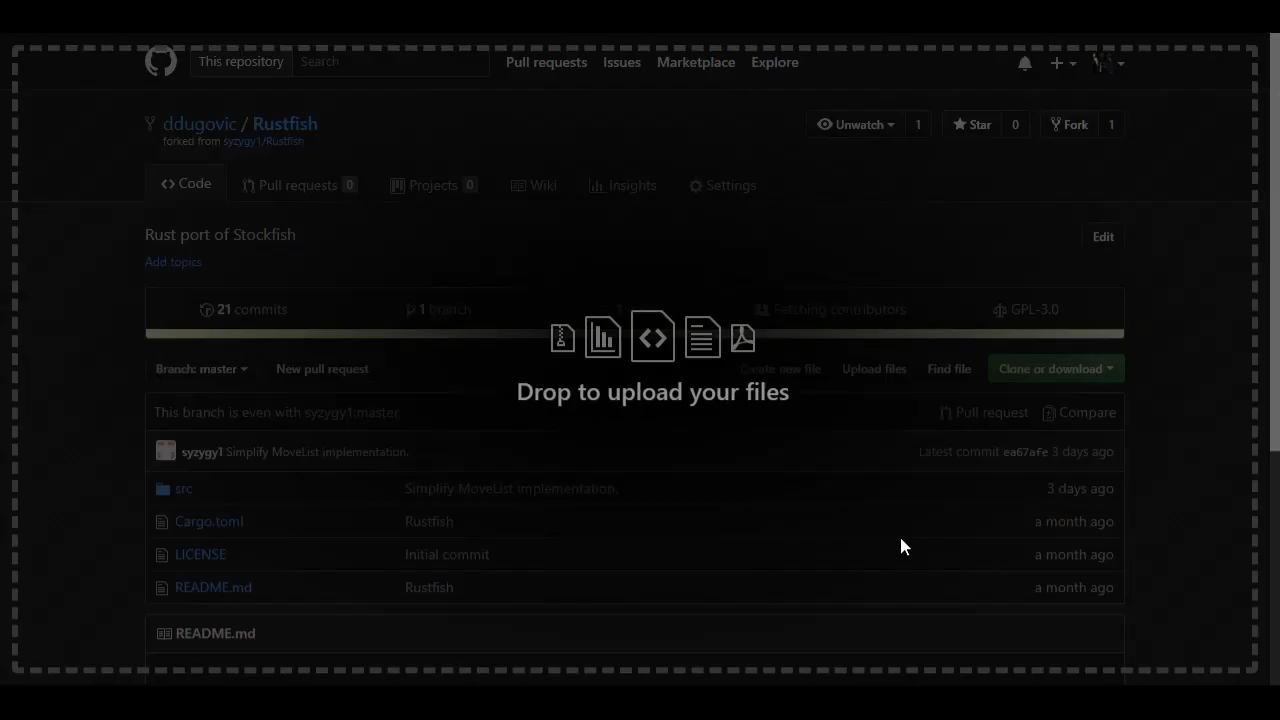 This repository Search Pull requests Issues Marketplace Explore
ddugovic / Rustfish Unwatch 1 Star 0 Fork 1
forked from syzygy1/Rustfish
Code Pull requests 0 Projects 0 Wiki Insights Settings
Rust port of Stockfish Edit
Add topics
21 commits 1 branch Fetching contributors GPL-3.0
Branch: master New pull request Create new file Upload files Find file Clone or download
Drop to upload your files
This branch is even with syzygy1:master. Pull request Compare
syzygy1 Simplify MoveList implementation. Latest commit ea67afe 3 days ago
src Simplify MoveList implementation. 3 days ago
Cargo.toml Rustfish a month ago
LICENSE Initial commit a month ago
README.md Rustfish a month ago
README.md